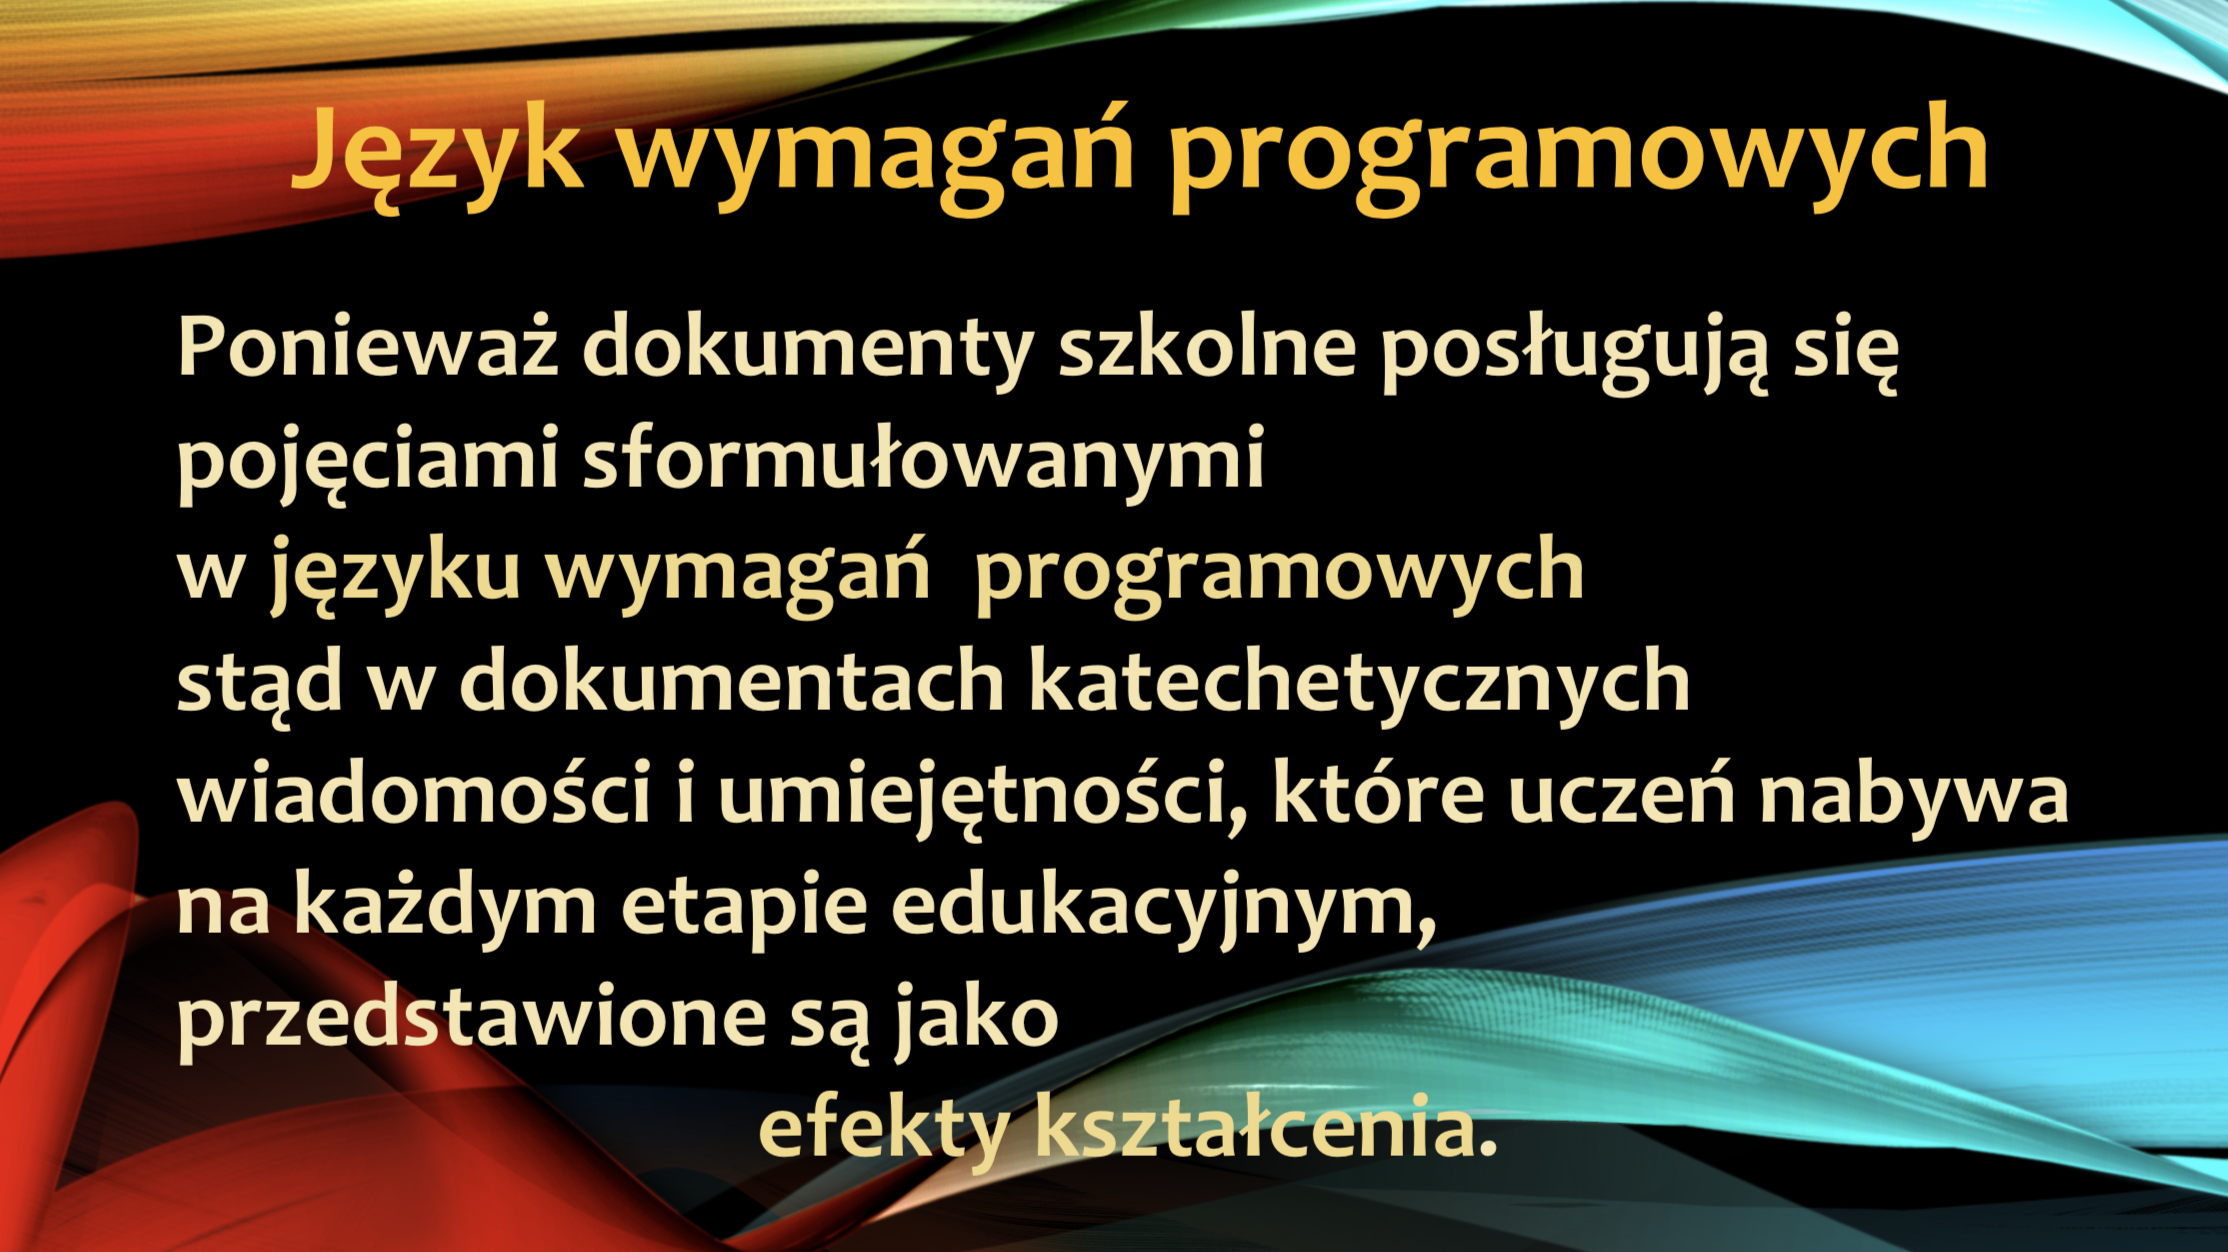 Język wymagań programowych
Ponieważ dokumenty szkolne posługują się
pojęciami sformułowanymi
w języku wymagań  programowych
stąd w dokumentach katechetycznych
wiadomości i umiejętności, które uczeń nabywa
na każdym etapie edukacyjnym,
przedstawione są jako
efekty kształcenia.